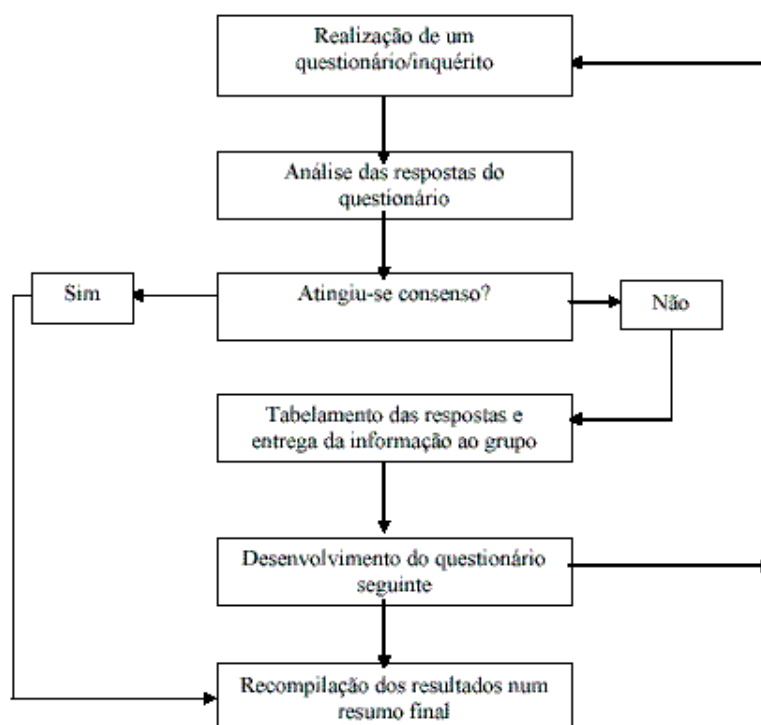 Realização de um
questionário/inquérito
Análise das respostas do
questionário
Sim
Atingiu-se consenso?
Não
Tabelamento das respostas e
entrega da informação ao grupo
Desenvolvimento do questionário
seguinte
Recompilação dos resultados num
resumo final